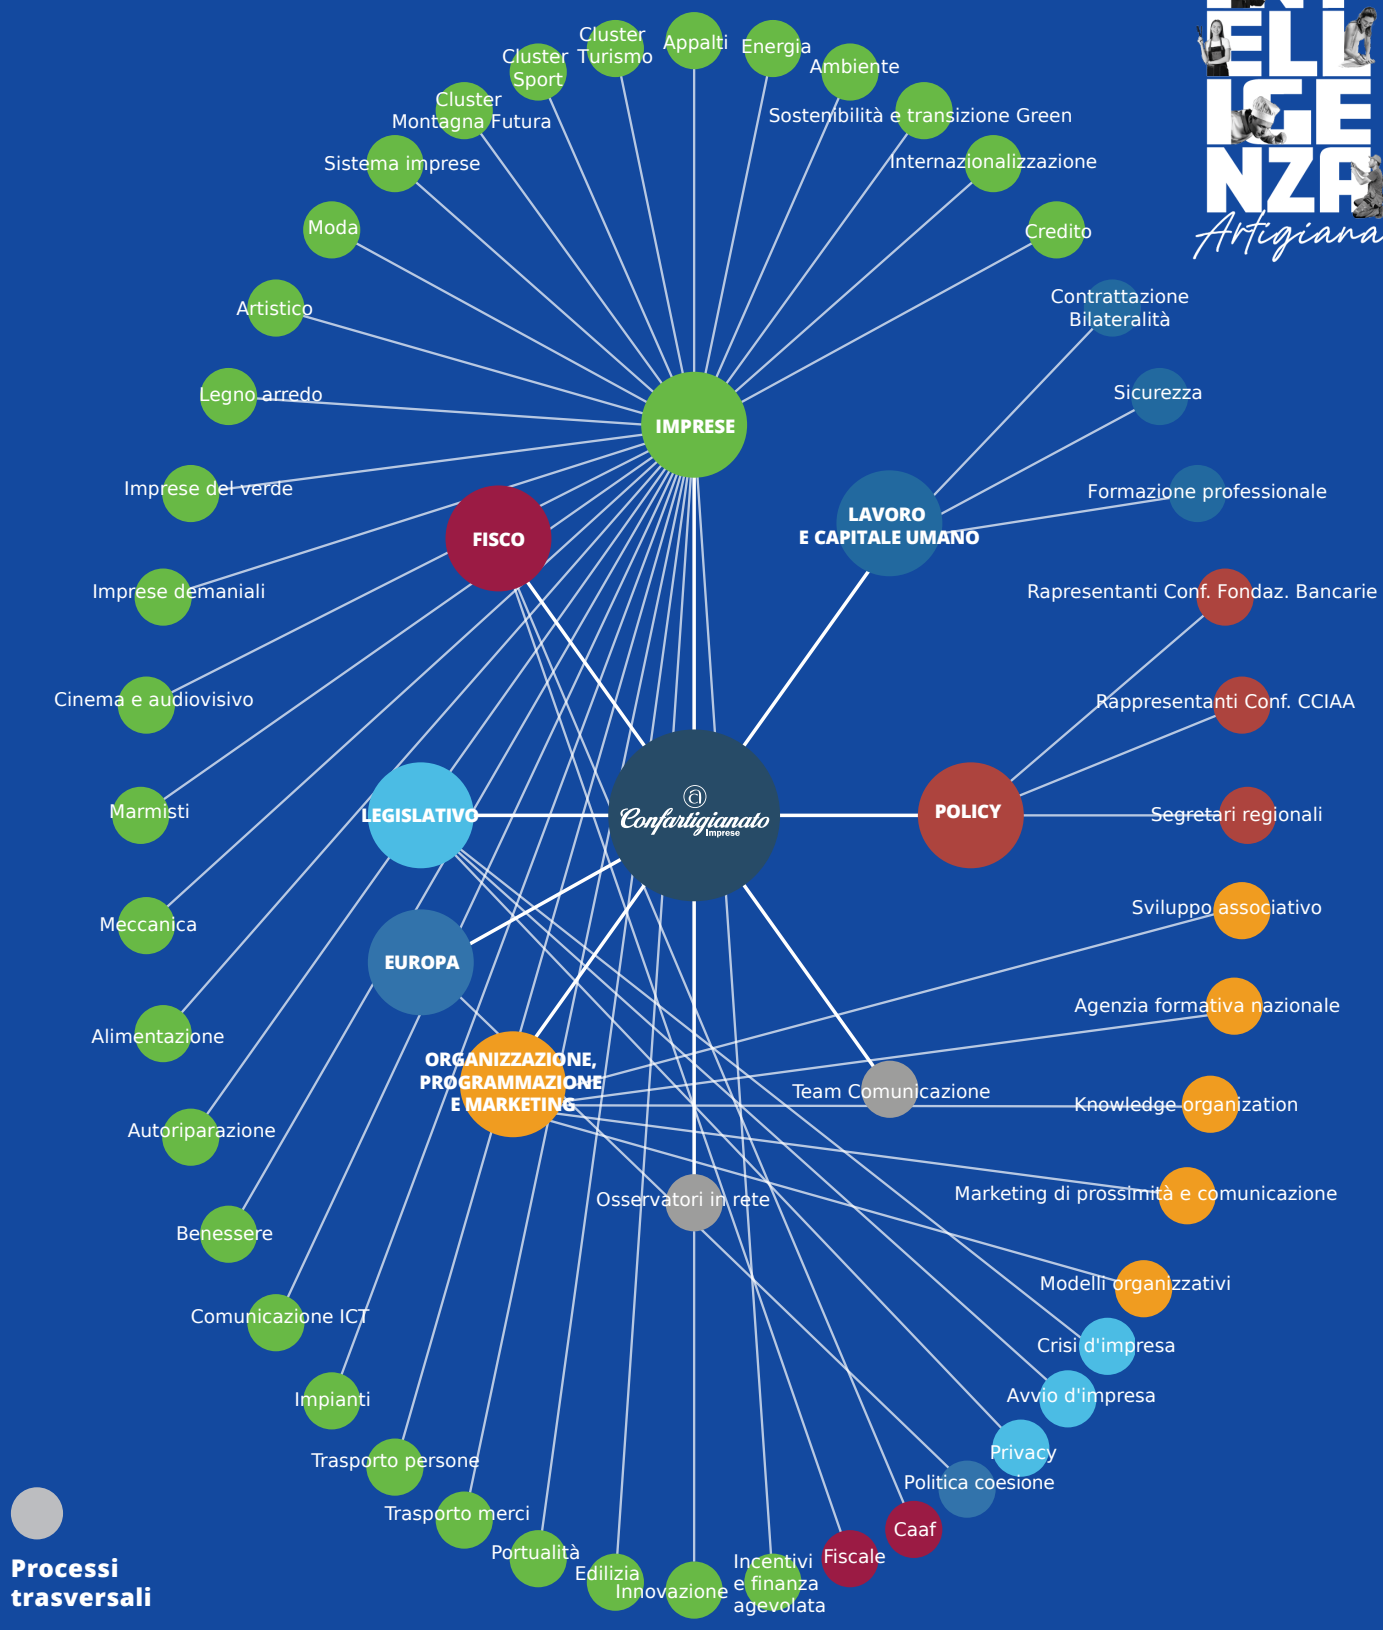 ELL
IGE
NZA
Artigiana
Cluster
Turismo
Appalti
Energia
Cluster
Sport
Ambiente
Cluster
Montagna Futura
Sostenibilità e transizione Green
Sistema imprese
Internazionalizzazione
Moda
Credito
Artistico
Contrattazione
Bilateralità
Legno arredo
Sicurezza
IMPRESE
Imprese del verde
Formazione professionale
FISCO
LAVORO
E CAPITALE UMANO
Imprese demaniali
Rapresentanti Conf. Fondaz. Bancarie
Cinema e audiovisivo
Rappresentanti Conf. CCIAA
Marmisti
LEGISLATIVO
Confartigianato
Imprese
POLICY
Segretari regionali
Meccanica
Sviluppo associativo
EUROPA
Alimentazione
Agenzia formativa nazionale
ORGANIZZAZIONE,
PROGRAMMAZIONE
E MARKETING
Team Comunicazione
Knowledge organization
Autoriparazione
Osservatori in rete
Marketing di prossimità e comunicazione
Benessere
Modelli organizzativi
Comunicazione ICT
Crisi d'impresa
Impianti
Avvio d'impresa
Trasporto persone
Privacy
Politica coesione
Trasporto merci
Caaf
Portualità
Fiscale
Edilizia
Innovazione
Incentivi
e finanza
agevolata
Processi
trasversali